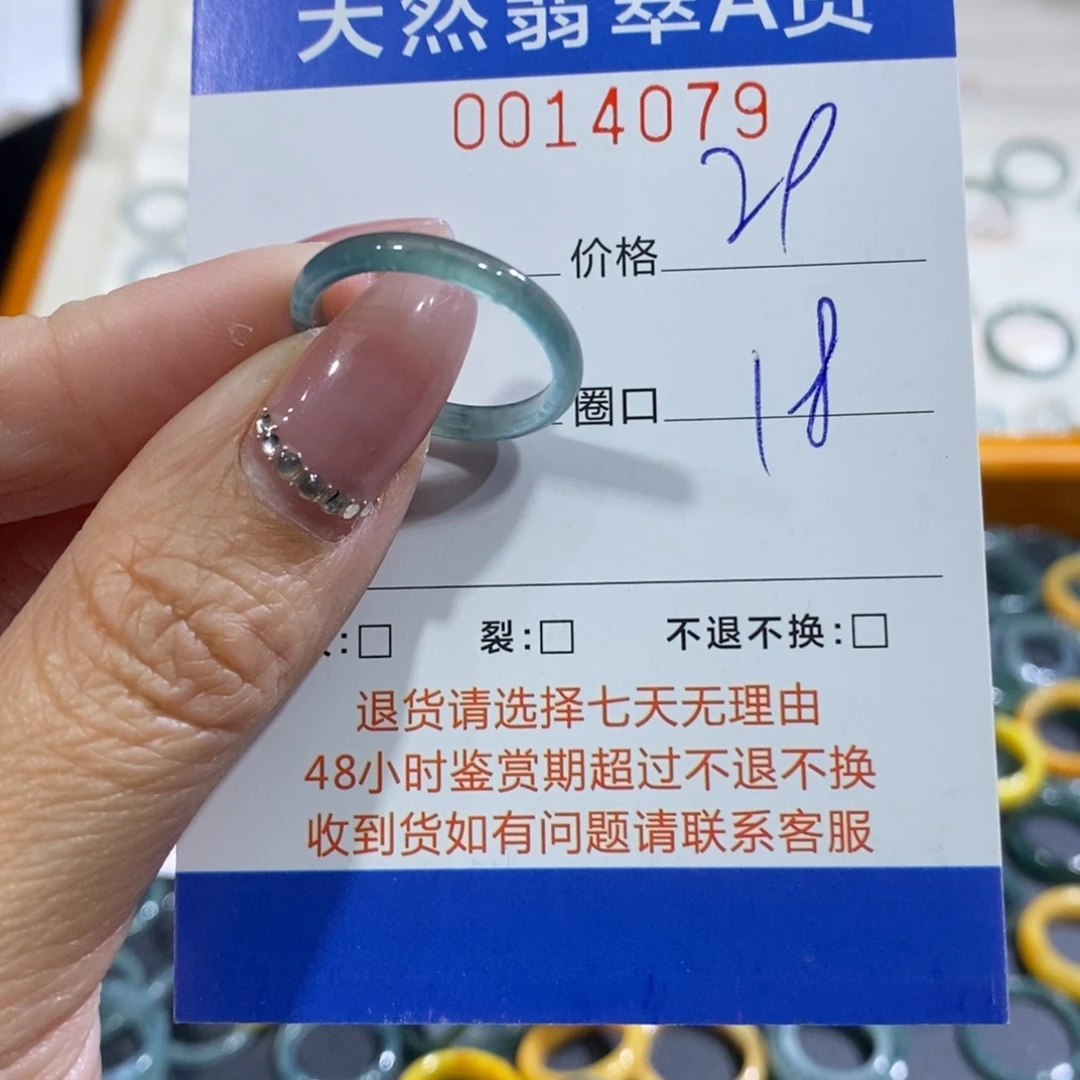 天然翡翠A货
0014079
价格 29
圈口 18
:□ 裂:□ 不退不换:□
退货请选择七天无理由
48小时鉴赏期超过不退不换
收到货如有问题请联系客服